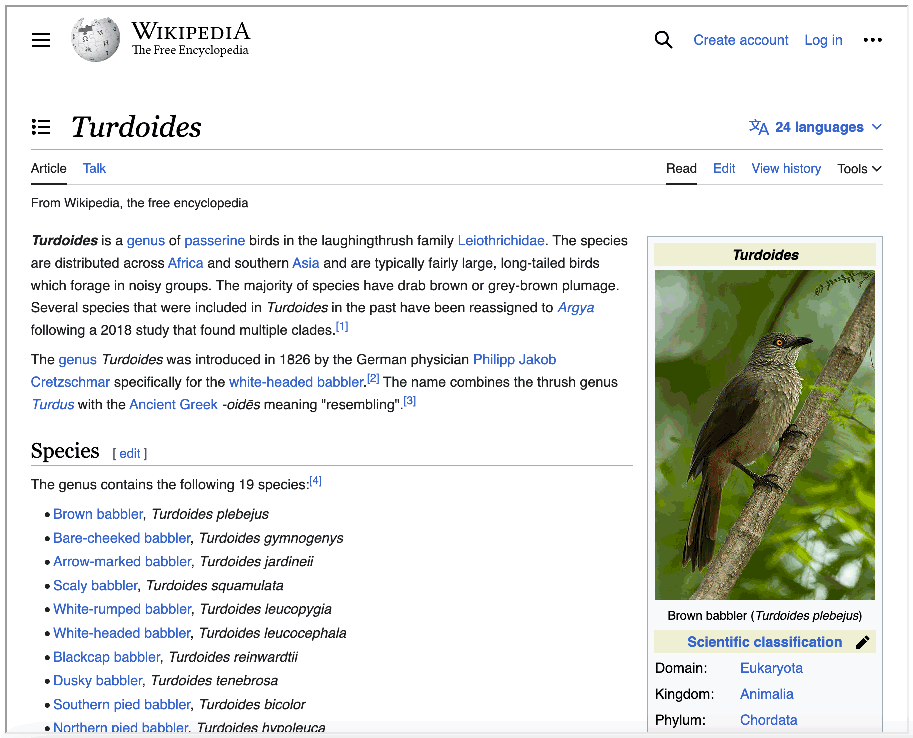 WIKIPEDIA
The Free Encyclopedia
Create account
Log in
Turdoides
24 languages
Article
Talk
Read
Edit
View history
Tools
From Wikipedia, the free encyclopedia
Turdoides is a genus of passerine birds in the laughingthrush family Leiothrichidae. The species
are distributed across Africa and southern Asia and are typically fairly large, long-tailed birds
which forage in noisy groups. The majority of species have drab brown or grey-brown plumage.
Several species that were included in Turdoides in the past have been reassigned to Argya
following a 2018 study that found multiple clades.[1]
The genus Turdoides was introduced in 1826 by the German physician Philipp Jakob
Cretzschmar specifically for the white-headed babbler.[2] The name combines the thrush genus
Turdus with the Ancient Greek -oidēs meaning "resembling".[3]
Species [ edit ]
The genus contains the following 19 species:[4]
• Brown babbler, Turdoides plebejus
• Bare-cheeked babbler, Turdoides gymnogenys
• Arrow-marked babbler, Turdoides jardineii
• Scaly babbler, Turdoides squamulata
• White-rumped babbler, Turdoides leucopygia
• White-headed babbler, Turdoides leucocephala
• Blackcap babbler, Turdoides reinwardtii
• Dusky babbler, Turdoides tenebrosa
• Southern pied babbler, Turdoides bicolor
• Northern pied babbler, Turdoides hypoleuca
Turdoides
Brown babbler (Turdoides plebejus)
Scientific classification
Domain: Eukaryota
Kingdom: Animalia
Phylum: Chordata